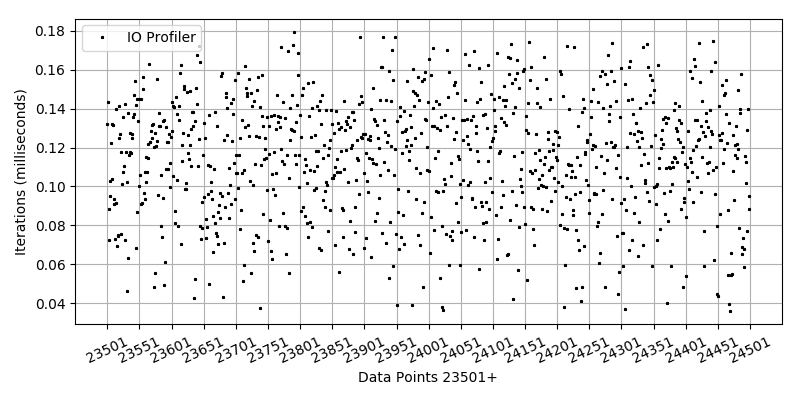 IO Profiler
0.18
0.16
0.14
0.12
0.10
0.08
0.06
0.04
Iterations (milliseconds)
23501 23551 23601 23651 23701 23751 23801 23851 23901 23951 24001 24051 24101 24151 24201 24251 24301 24351 24401 24451 24501
Data Points 23501+